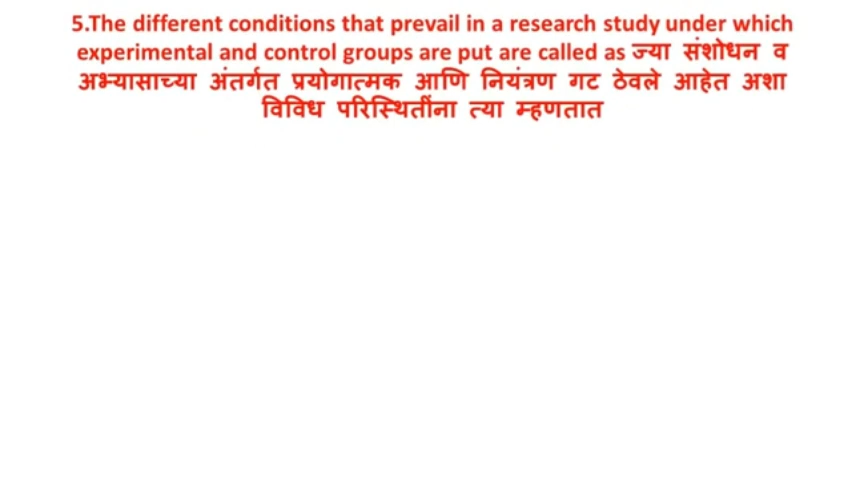 5.The different conditions that prevail in a research study under which
experimental and control groups are put are called as ज्या संशोधन व
अभ्यासाच्या अंतर्गत प्रयोगात्मक आणि नियंत्रण गट ठेवले आहेत अशा
विविध परिस्थितींना त्या म्हणतात